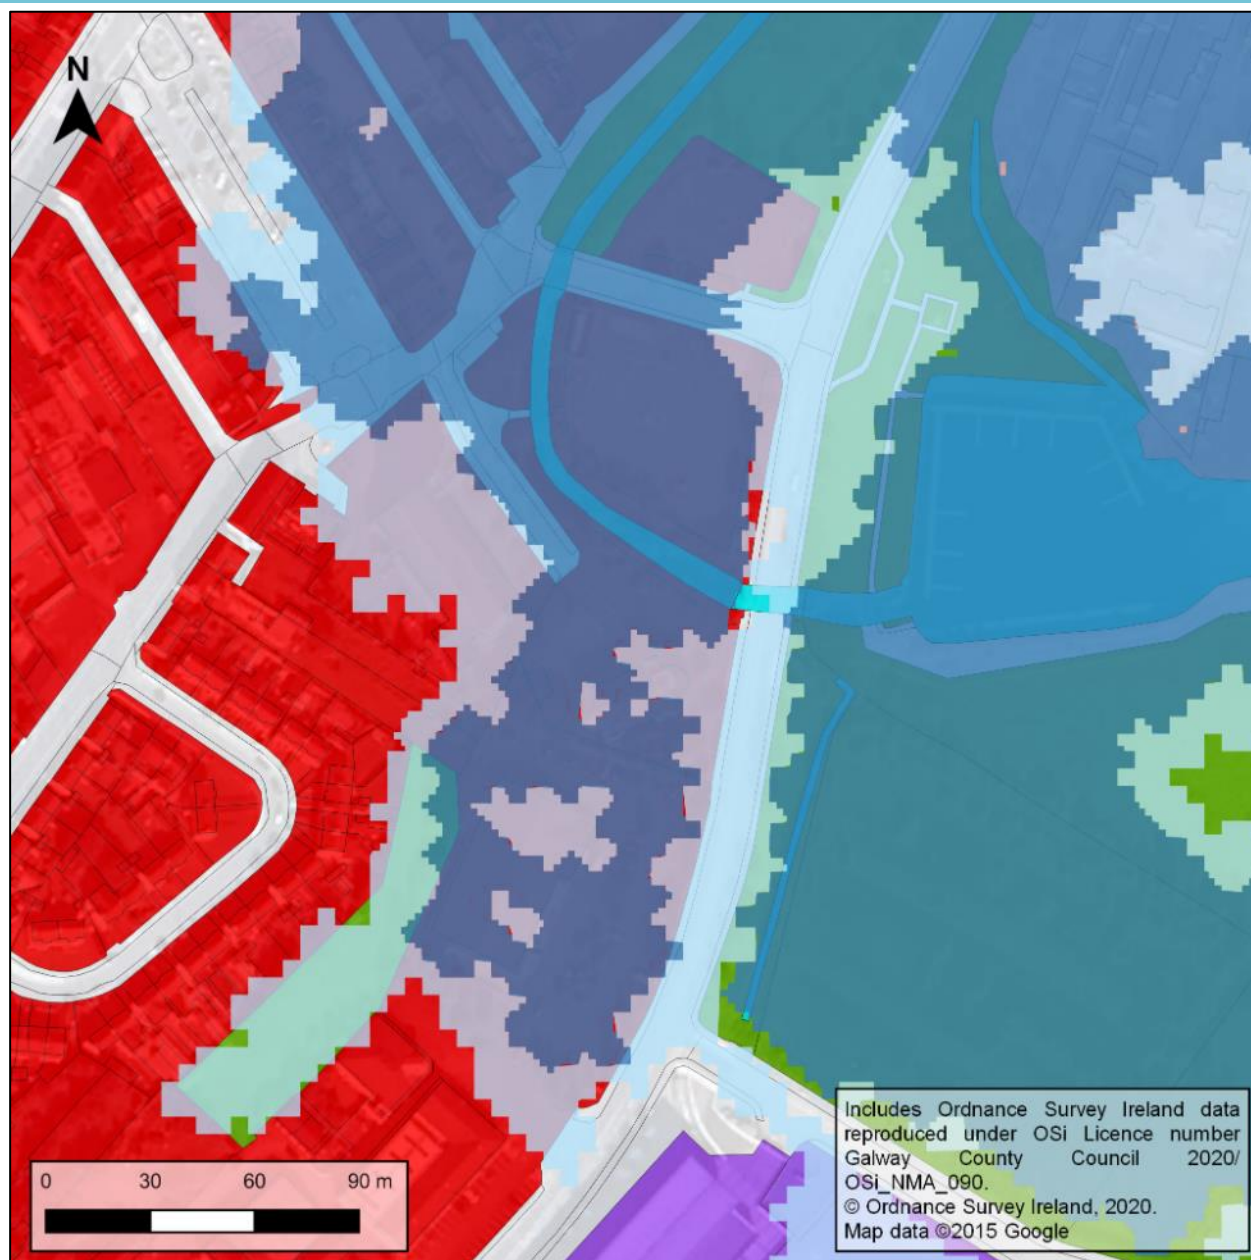 N
0 30 60 90 m
Includes Ordnance Survey Ireland data
reproduced under OSi Licence number
Galway County Council 2020/
OSi_NMA_090.
© Ordnance Survey Ireland, 2020.
Map data ©2015 Google